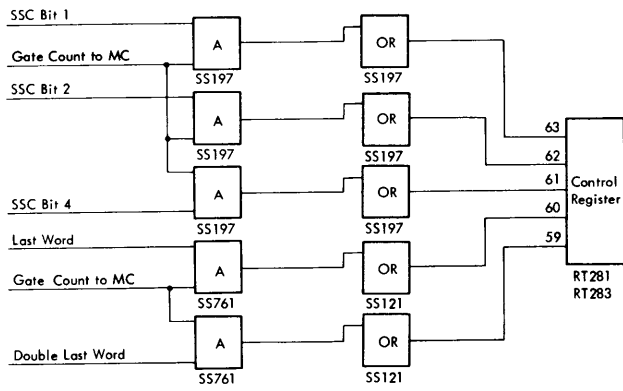 SSC Bit 1
A
OR
Gate Count to MC
SS197
SS197
SSC Bit 2
A
OR
63
SS197
SS197
62
A
OR
61
Control
Register
SSC Bit 4
SS197
SS197
60
Last Word
A
OR
59
Gate Count to MC
SS761
SS121
RT281
RT283
A
OR
Double Last Word
SS761
SS121